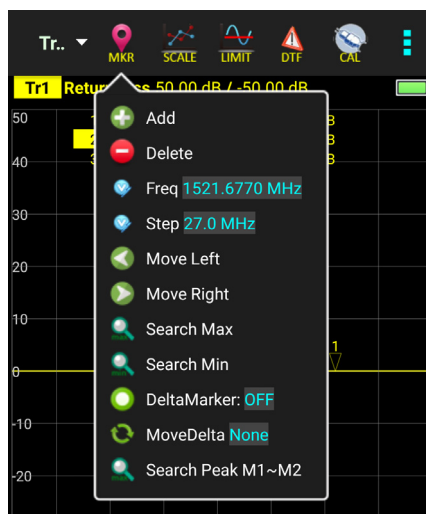 Tr..
MKR SCALE LIMIT DTF CAL
Tr1 Return Loss 50.00 dB / -50.00 dB
50
Add
Delete
40
Freq 1521.6770 MHz
30
Step 27.0 MHz
Move Left
20
Move Right
10
Search Max
1
Search Min
0
DeltaMarker: OFF
-10
MoveDelta None
Search Peak M1~M2
-20